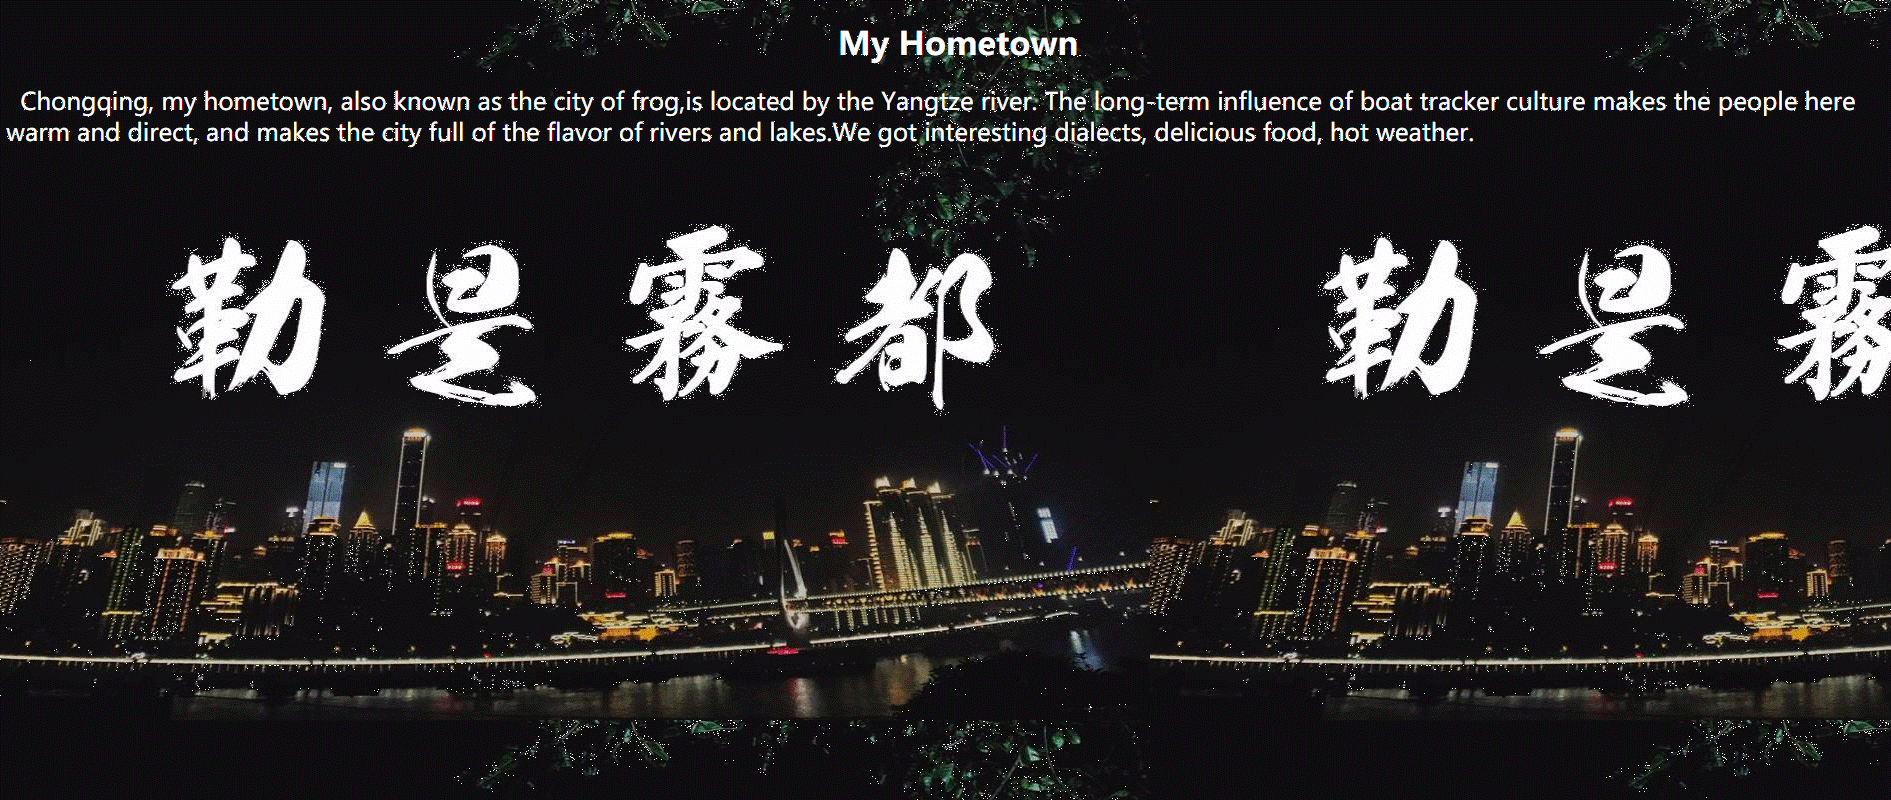 My Hometown
Chongqing, my hometown, also known as the city of frog,is located by the Yangtze river. The long-term influence of boat tracker culture makes the people here
warm and direct, and makes the city full of the flavor of rivers and lakes.We got interesting dialects, delicious food, hot weather.
勒是霧都 勒是霧